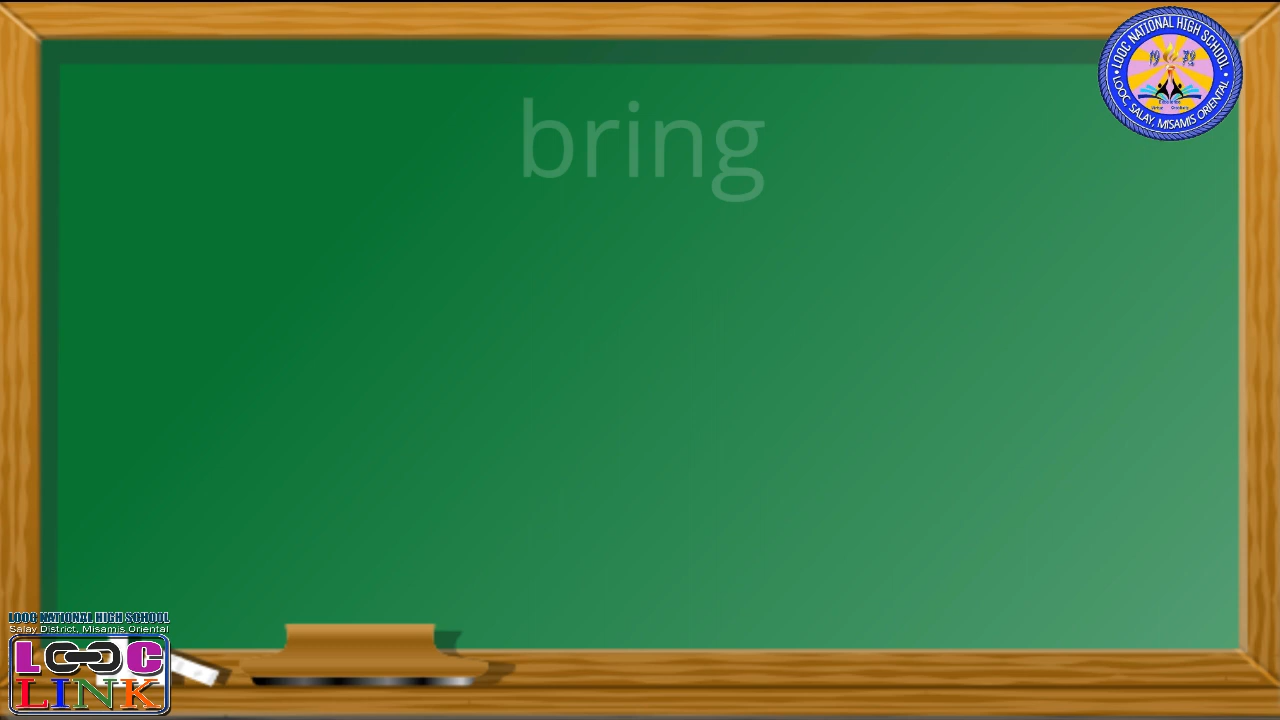 bring
LOOC NATIONAL HIGH SCHOOL
19 72
LOOC, SALAY, MISAMIS ORIENTAL
LOOC NATIONAL HIGH SCHOOL
Salay District, Misamis Oriental
LOOC
LINK